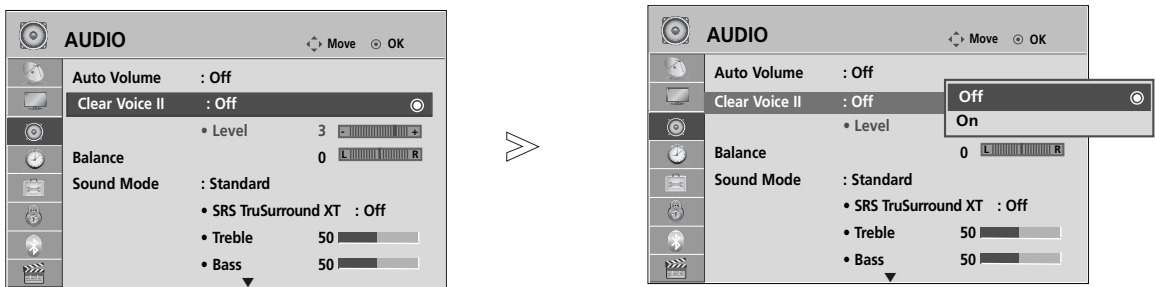 AUDIO
Move OK
Auto Volume : Off
Clear Voice II : Off
• Level 3 - +
Balance 0 L R
Sound Mode : Standard
• SRS TruSurround XT : Off
• Treble 50
• Bass 50
AUDIO
Move OK
Auto Volume : Off
Clear Voice II : Off
• Level
Off
On
Balance 0 L R
Sound Mode : Standard
• SRS TruSurround XT : Off
• Treble 50
• Bass 50